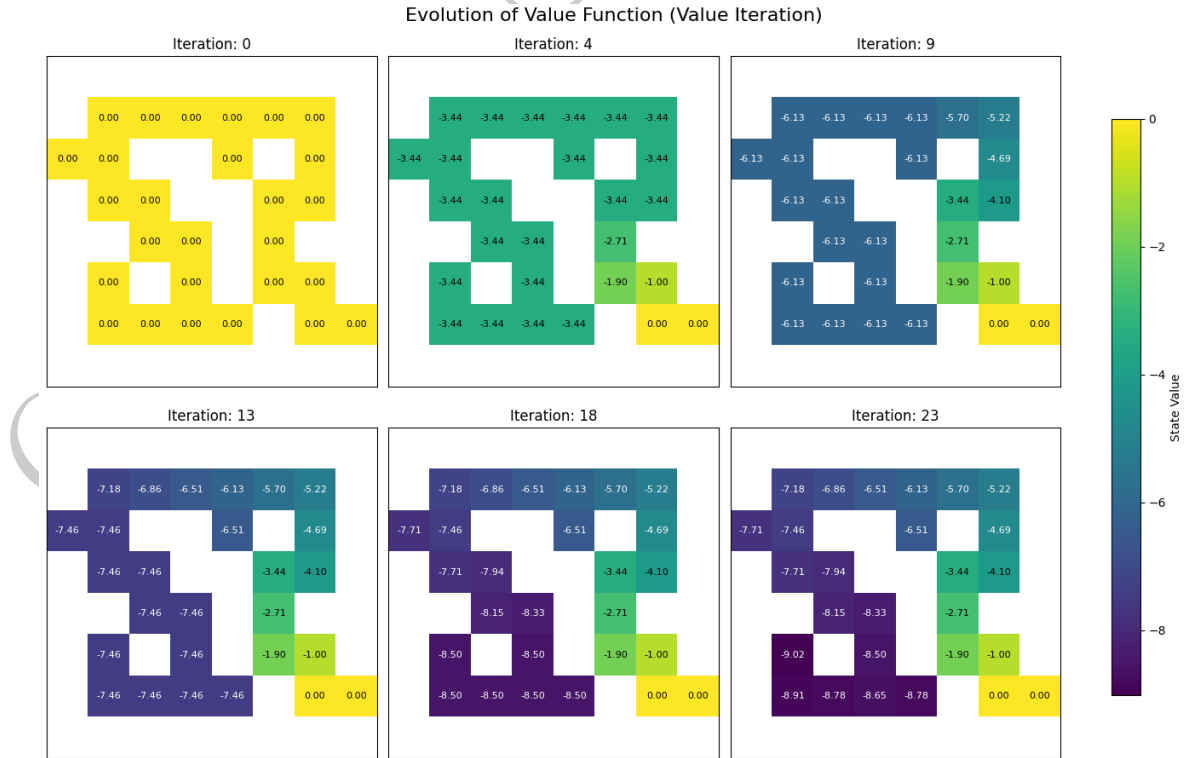 Evolution of Value Function (Value Iteration)
Iteration: 0
0.00 0.00 0.00 0.00 0.00 0.00
0.00 0.00 0.00 0.00
0.00 0.00 0.00 0.00
0.00 0.00 0.00
0.00 0.00 0.00 0.00
0.00 0.00 0.00 0.00 0.00 0.00
Iteration: 4
-3.44 -3.44 -3.44 -3.44 -3.44 -3.44
-3.44 -3.44 -3.44 -3.44
-3.44 -3.44 -3.44 -3.44
-3.44 -3.44 -2.71
-3.44 -3.44 -1.90 -1.00
-3.44 -3.44 -3.44 -3.44 0.00 0.00
Iteration: 9
-6.13 -6.13 -6.13 -6.13 -5.70 -5.22
-6.13 -6.13 -6.13 -4.69
-6.13 -6.13 -3.44 -4.10
-6.13 -6.13 -2.71
-6.13 -6.13 -1.90 -1.00
-6.13 -6.13 -6.13 -6.13 0.00 0.00
Iteration: 13
-7.18 -6.86 -6.51 -6.13 -5.70 -5.22
-7.46 -7.46 -6.51 -4.69
-7.46 -7.46 -3.44 -4.10
-7.46 -7.46 -2.71
-7.46 -7.46 -1.90 -1.00
-7.46 -7.46 -7.46 -7.46 0.00 0.00
Iteration: 18
-7.18 -6.86 -6.51 -6.13 -5.70 -5.22
-7.71 -7.46 -6.51 -4.69
-7.71 -7.94 -3.44 -4.10
-8.15 -8.33 -2.71
-8.50 -8.50 -1.90 -1.00
-8.50 -8.50 -8.50 -8.50 0.00 0.00
Iteration: 23
-7.18 -6.86 -6.51 -6.13 -5.70 -5.22
-7.71 -7.46 -6.51 -4.69
-7.71 -7.94 -3.44 -4.10
-8.15 -8.33 -2.71
-9.02 -8.50 -1.90 -1.00
-8.91 -8.78 -8.65 -8.78 0.00 0.00
0
−2
−4
−6
−8
State Value